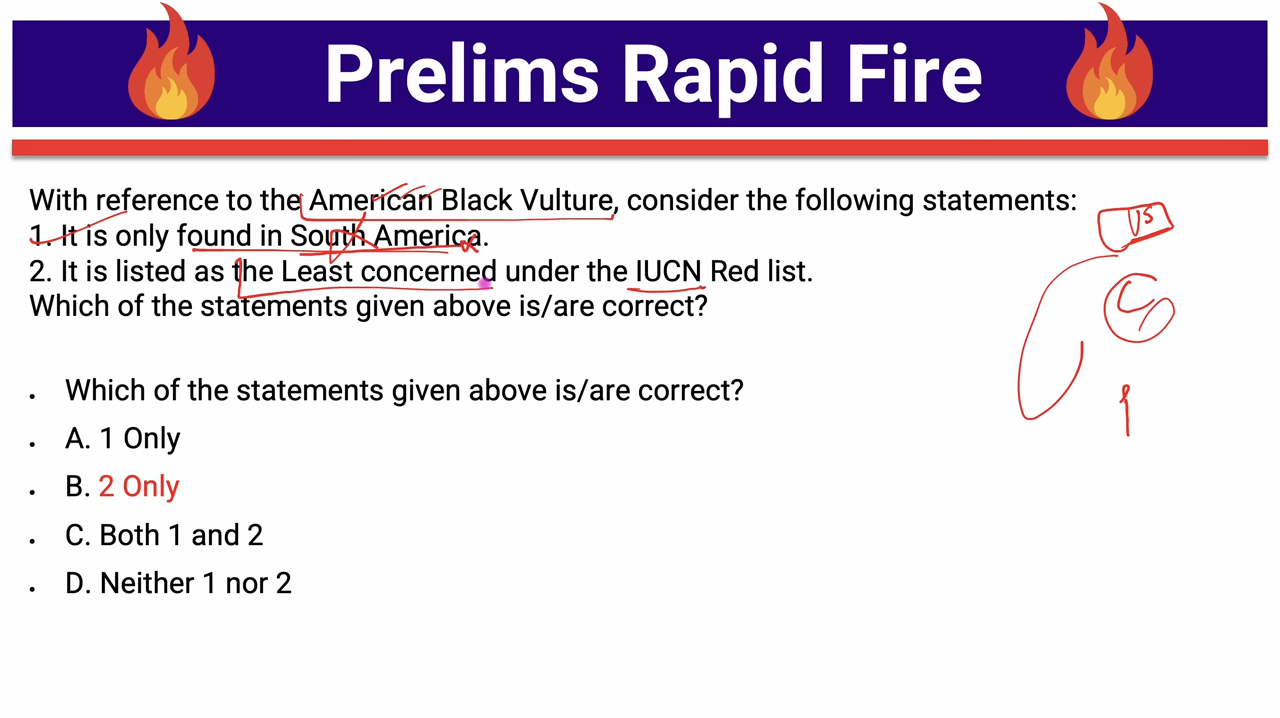 Prelims Rapid Fire
With reference to the American Black Vulture, consider the following statements:
1. It is only found in South America.
2. It is listed as the Least concerned under the IUCN Red list.
Which of the statements given above is/are correct?
US
• Which of the statements given above is/are correct?
• A. 1 Only
• B. 2 Only
• C. Both 1 and 2
• D. Neither 1 nor 2